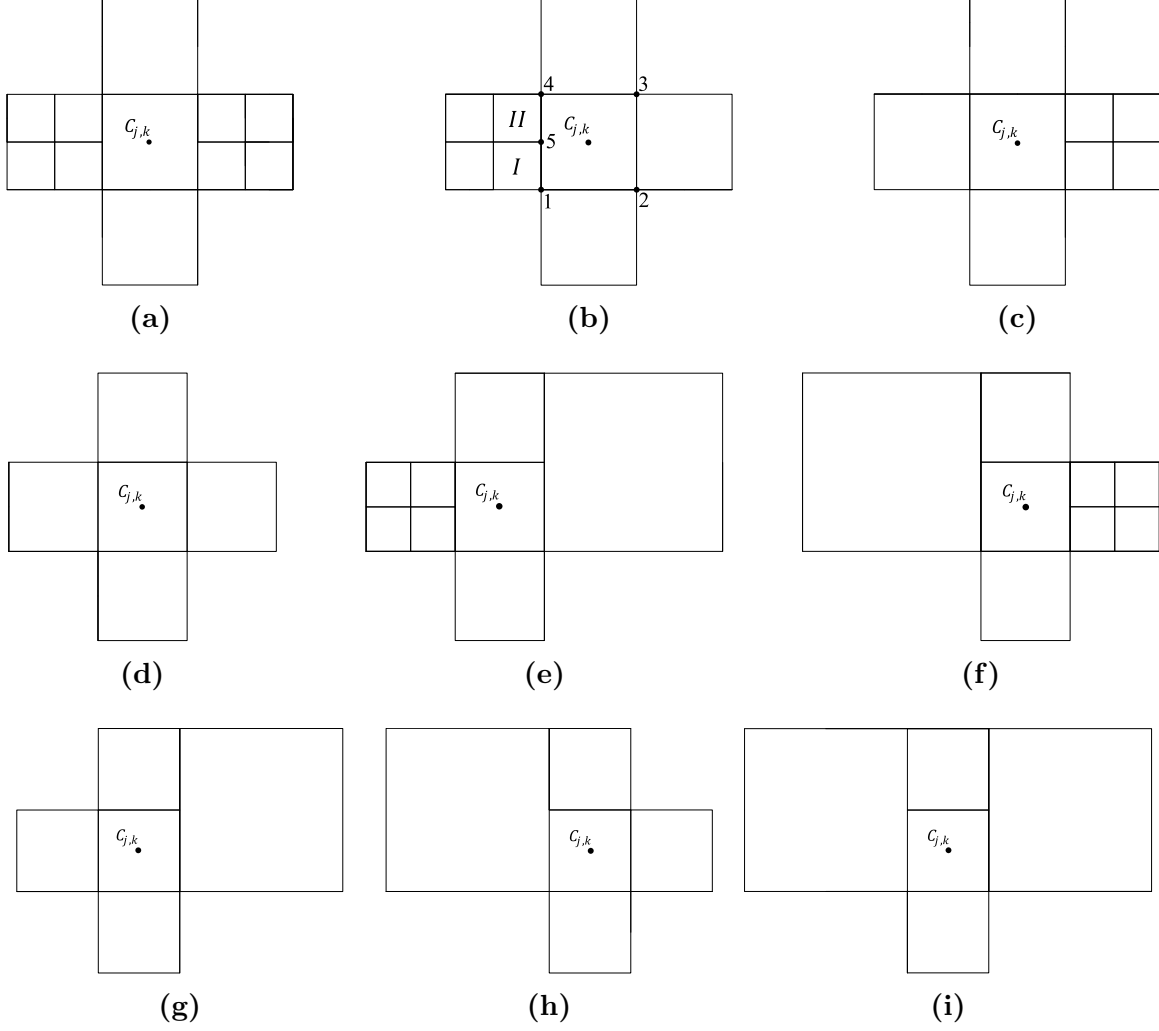 C_{j,k}
4 3
II C_{j,k}
5
I
1 2
C_{j,k}
(a) (b) (c)
C_{j,k} C_{j,k} C_{j,k}
(d) (e) (f)
C_{j,k} C_{j,k} C_{j,k}
(g) (h) (i)